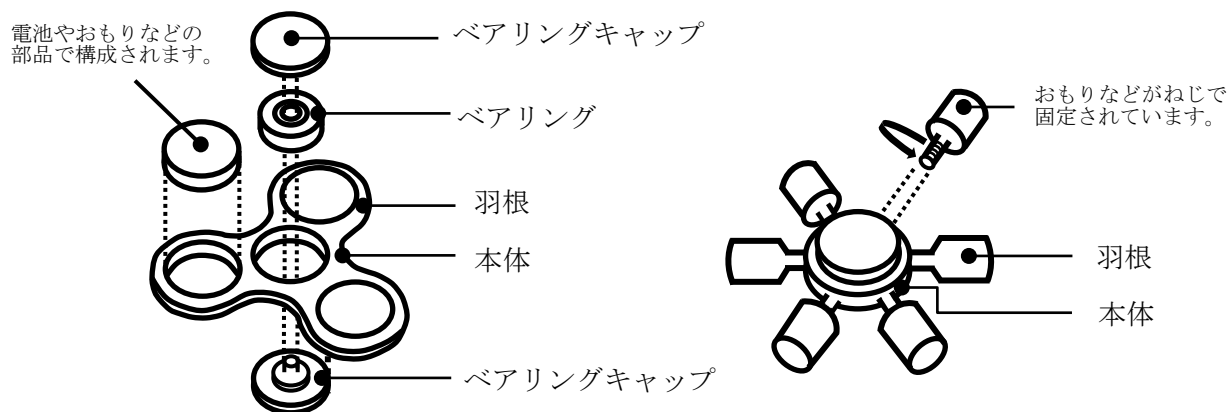 電池やおもりなどの
部品で構成されます。
ベアリングキャップ
ベアリング
羽根
本体
ベアリングキャップ
おもりなどがねじで
固定されています。
羽根
本体